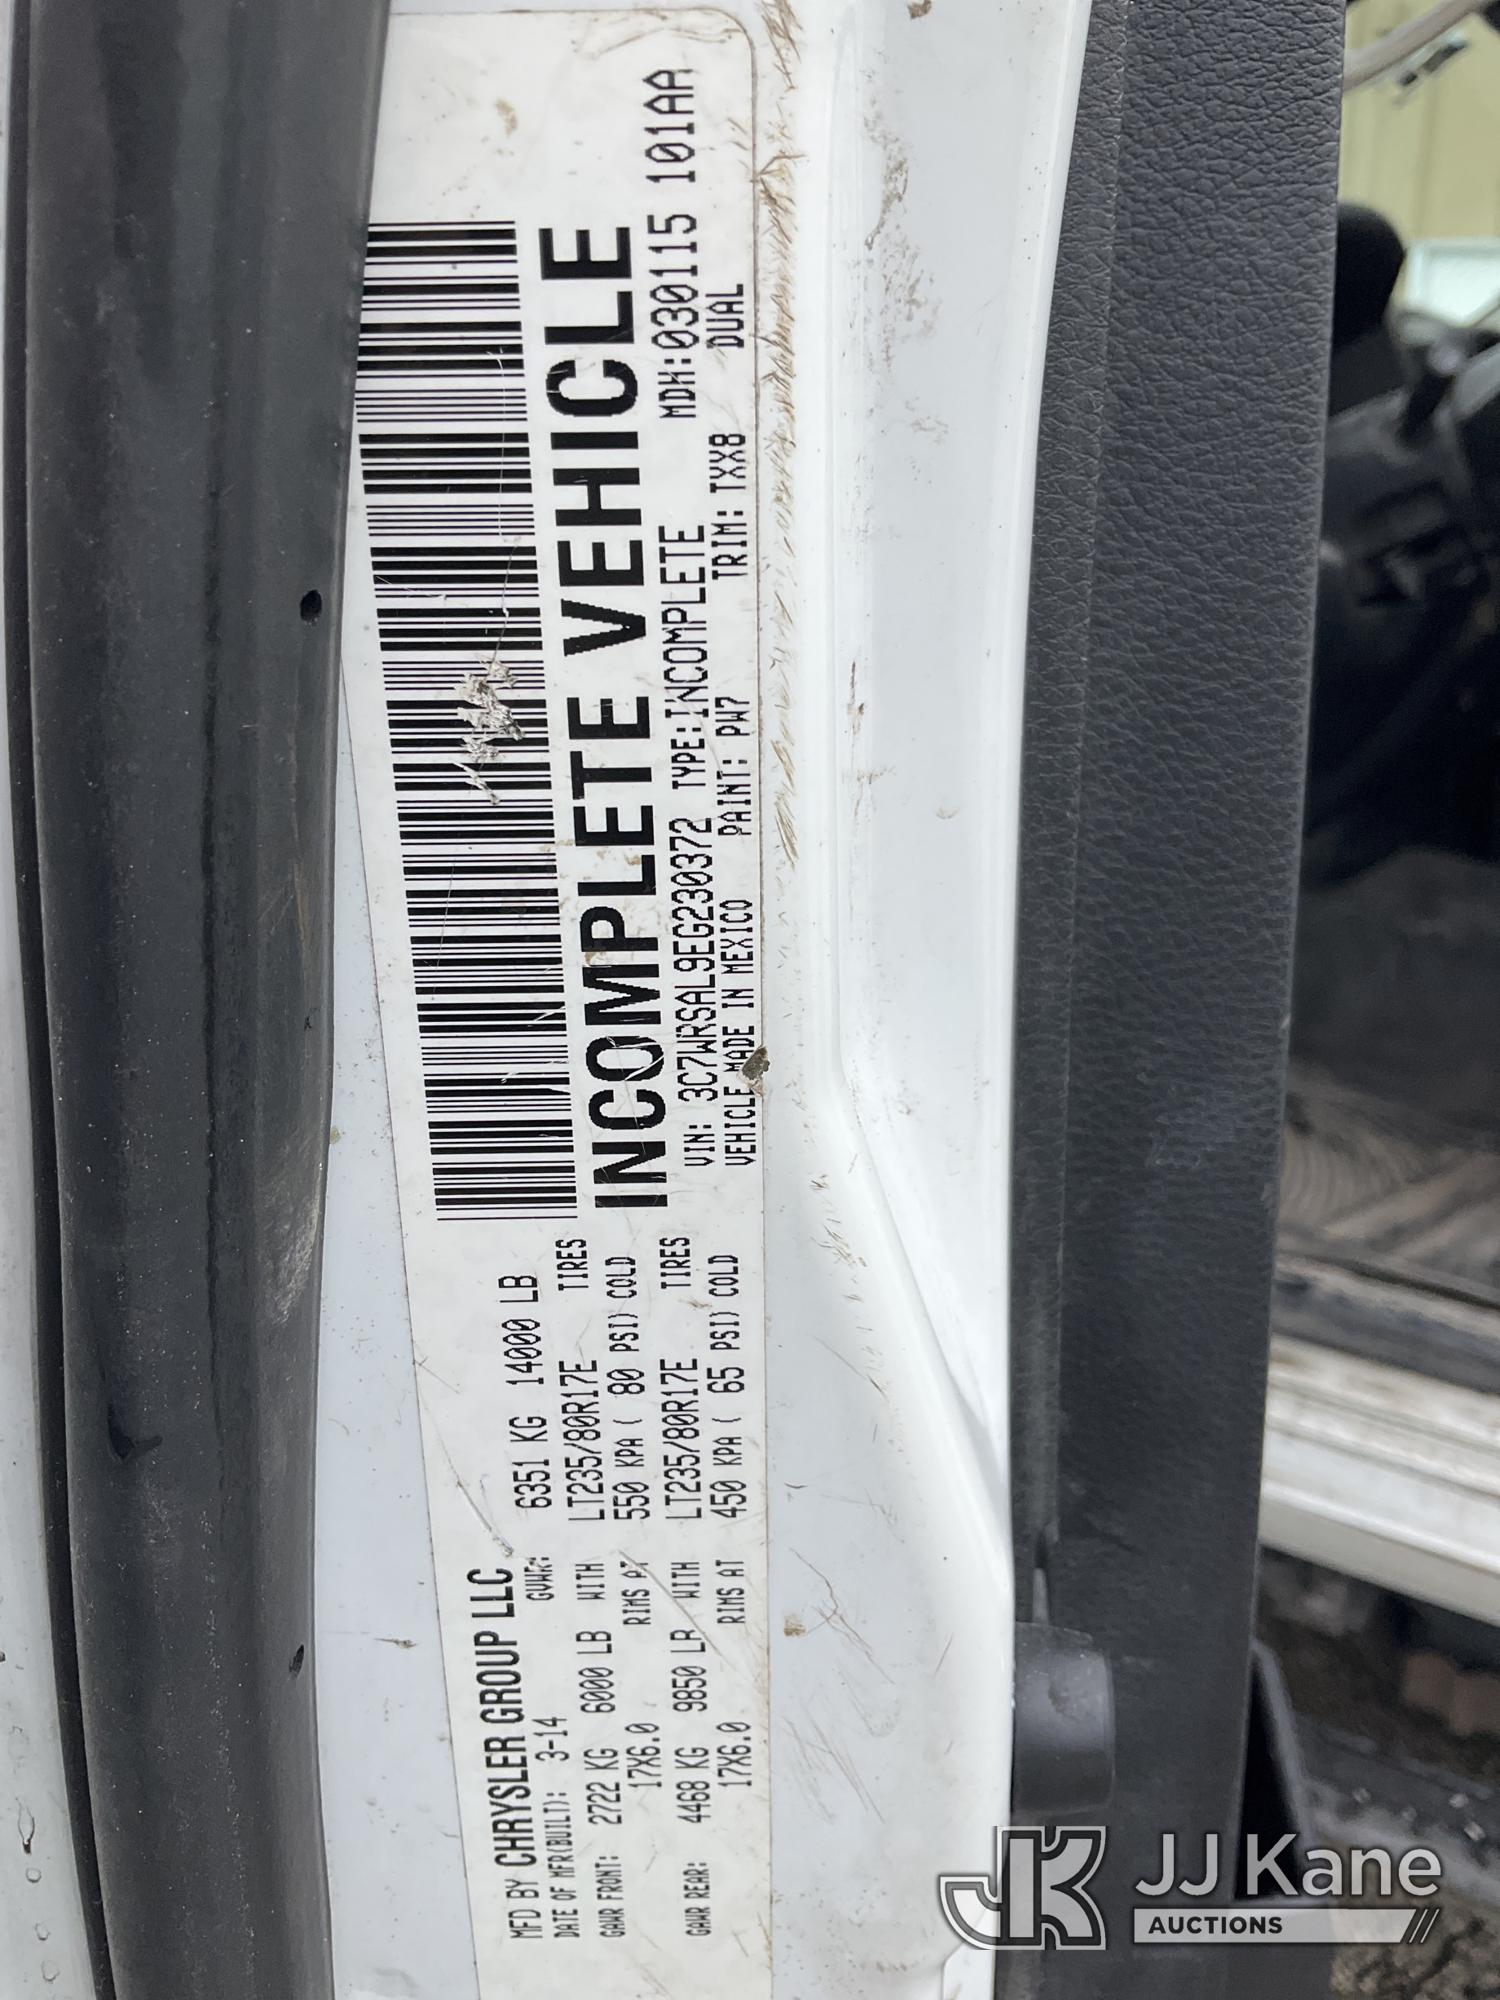 MFD BY CHRYSLER GROUP LLC
DATE OF MFR(BUILT): 3-14 GVWR: 6351 KG 14000 LB
GAWR FRONT: 2722 KG 6000 LB WITH LT235/80R17E TIRES
17X6.0 RIMS AT 550 KPA ( 80 PSI) COLD
GAWR REAR: 4468 KG 9850 LB WITH LT235/80R17E TIRES
17X6.0 RIMS AT 450 KPA ( 65 PSI) COLD
INCOMPLETE VEHICLE
VIN: 3C7WRSAL9EG230372 TYPE:INCOMPLETE MDH:030115 101AA
VEHICLE MADE IN MEXICO PAINT: PW7 TRIM: TXX8 DUAL
JK JJ Kane
AUCTIONS